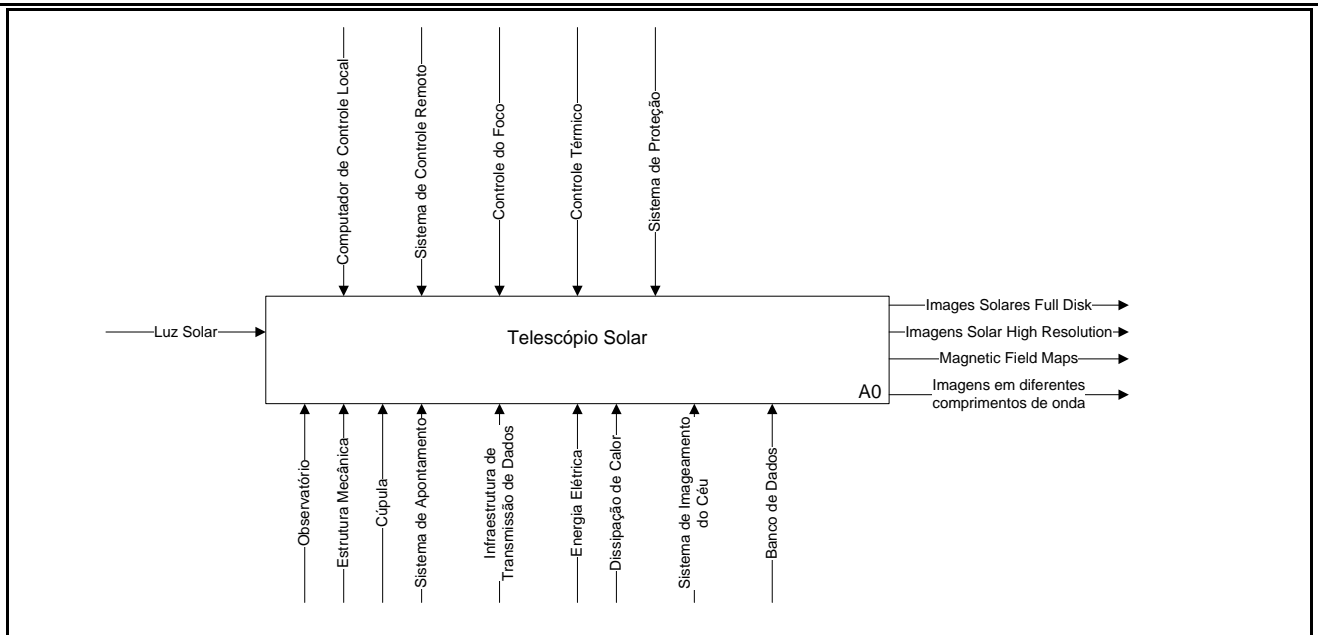 Computador de Controle Local
Sistema de Controle Remoto
Controle do Foco
Controle Térmico
Sistema de Proteção
Luz Solar
Telescópio Solar
A0
Images Solares Full Disk
Imagens Solar High Resolution
Magnetic Field Maps
Imagens em diferentes
comprimentos de onda
Observatório
Estrutura Mecânica
Cúpula
Sistema de Apontamento
Infraestrutura de
Transmissão de Dados
Energia Elétrica
Dissipação de Calor
Sistema de Imageamento
do Céu
Banco de Dados